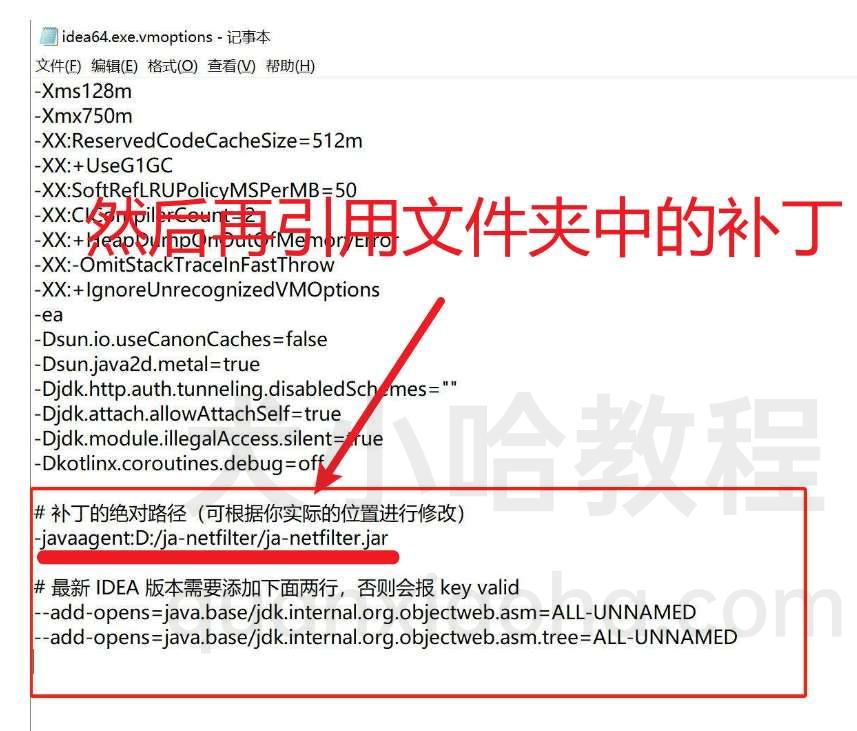 idea64.exe.vmoptions - 记事本
文件(F) 编辑(E) 格式(O) 查看(V) 帮助(H)
-Xms128m
-Xmx750m
-XX:ReservedCodeCacheSize=512m
-XX:+UseG1GC
-XX:SoftRefLRUPolicyMSPerMB=50
-XX:CICompilerCount=2
然后再引用文件夹中的补丁
-XX:+HeapDumpOnOutOfMemoryError
-XX:-OmitStackTraceInFastThrow
-XX:+IgnoreUnrecognizedVMOptions
-ea
-Dsun.io.useCanonCaches=false
-Dsun.java2d.metal=true
-Djdk.http.auth.tunneling.disabledSchemes=""
-Djdk.attach.allowAttachSelf=true
-Djdk.module.illegalAccess.silent=true
-Dkotlinx.coroutines.debug=off
犬小哈教程
# 补丁的绝对路径（可根据你实际的位置进行修改）
-javaagent:D:/ja-netfilter/ja-netfilter.jar
# 最新 IDEA 版本需要添加下面两行，否则会报 key valid
--add-opens=java.base/jdk.internal.org.objectweb.asm=ALL-UNNAMED
quanxiaoha.com
--add-opens=java.base/jdk.internal.org.objectweb.asm.tree=ALL-UNNAMED